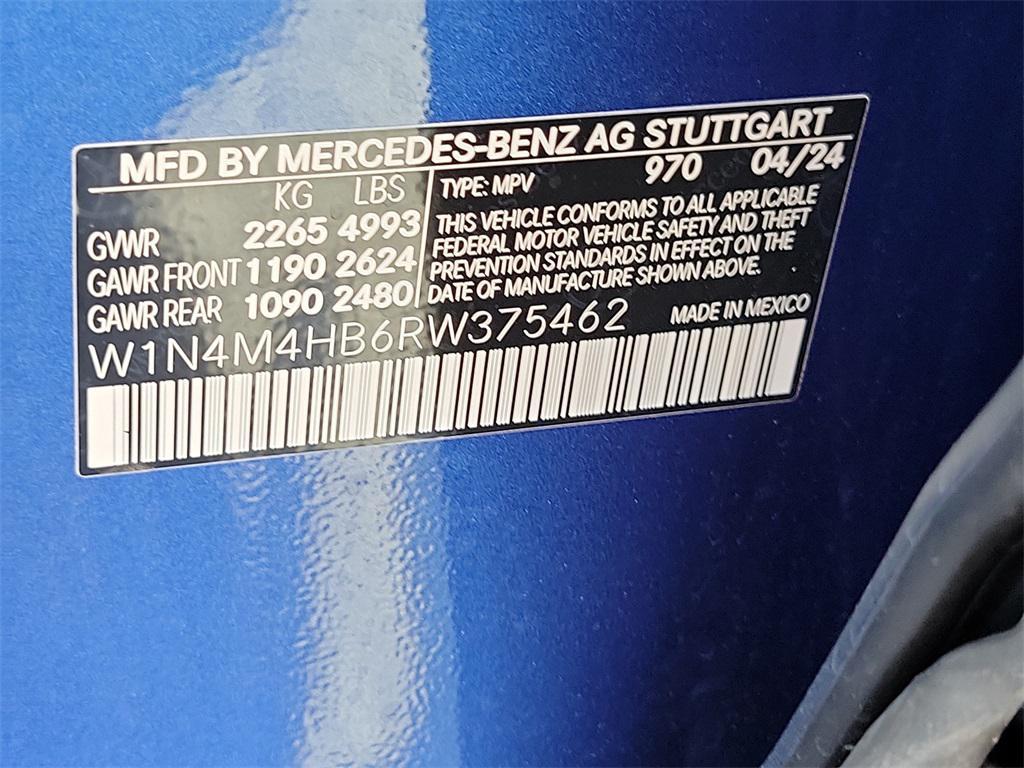 MFD BY MERCEDES-BENZ AG STUTTGART
KG LBS
GVWR 2265 4993
GAWR FRONT 1190 2624
GAWR REAR 1090 2480
TYPE: MPV 970 04/24
THIS VEHICLE CONFORMS TO ALL APPLICABLE
FEDERAL MOTOR VEHICLE SAFETY AND THEFT
PREVENTION STANDARDS IN EFFECT ON THE
DATE OF MANUFACTURE SHOWN ABOVE.
W1N4M4HB6RW375462 MADE IN MEXICO